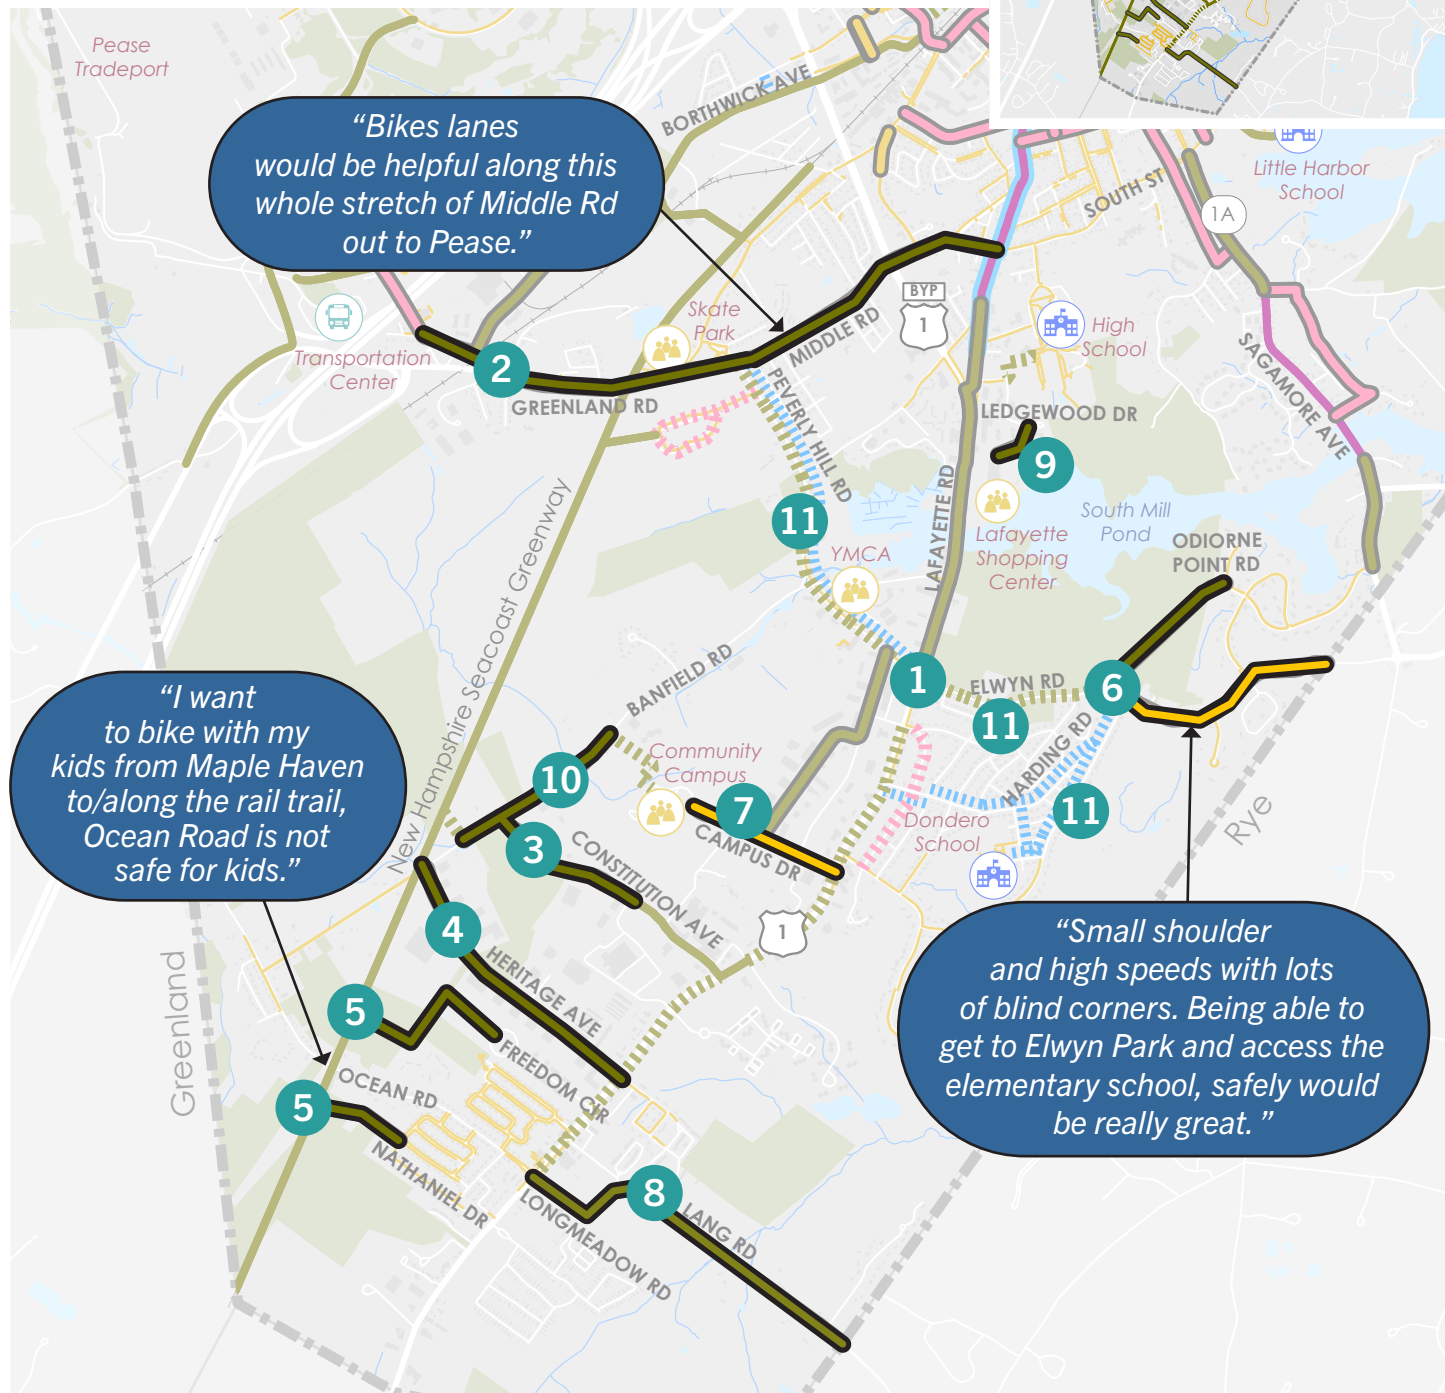 Pease
Tradeport
BORTHWICK AVE
“Bikes lanes
would be helpful along this
whole stretch of Middle Rd
out to Pease.”
Little Harbor
School
SOUTH ST
1A
Transportation
Center
Skate
Park
MIDDLE RD
BYP
1
High
School
SAGAMORE AVE
2
GREENLAND RD
PEVERLY HILL RD
LEDGEWOOD DR
9
LAFAYETTE RD
11
YMCA
Lafayette
Shopping
Center
South Mill
Pond
ODIORNE
POINT RD
New Hampshire Seacoast Greenway
BANFIELD RD
1
ELWYN RD
6
11
HARDING RD
“I want
to bike with my
kids from Maple Haven
to/along the rail trail,
Ocean Road is not
safe for kids.”
10
Community
Campus
7
CAMPUS DR
3
CONSTITUTION AVE
Dondero
School
11
Rye
1
4
HERITAGE AVE
“Small shoulder
and high speeds with lots
of blind corners. Being able to
get to Elwyn Park and access the
elementary school, safely would
be really great. ”
Greenland
5
FREEDOM CIR
OCEAN RD
5
NATHANIEL DR
LONGMEADOW RD
8
LANG RD